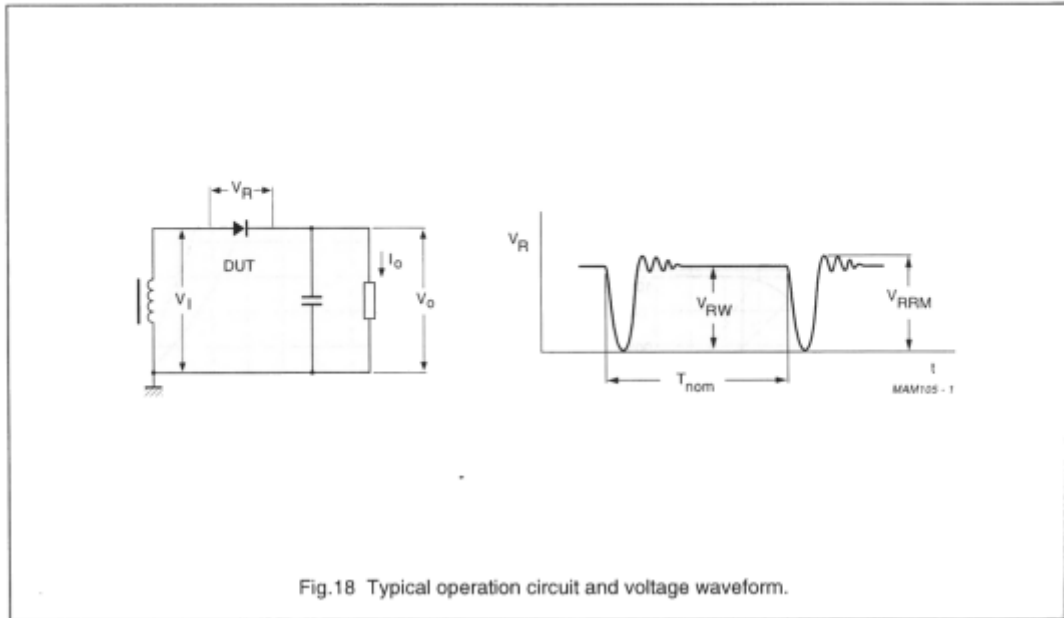 V_R
DUT
I_o
V_I
V_o
V_R
V_RW
V_RRM
T_nom
t
MAM105 - 1
Fig.18 Typical operation circuit and voltage waveform.